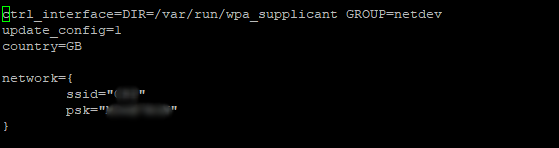 ctrl_interface=DIR=/var/run/wpa_supplicant GROUP=netdev
update_config=1
country=GB
network={
ssid=" "
psk=" "
}